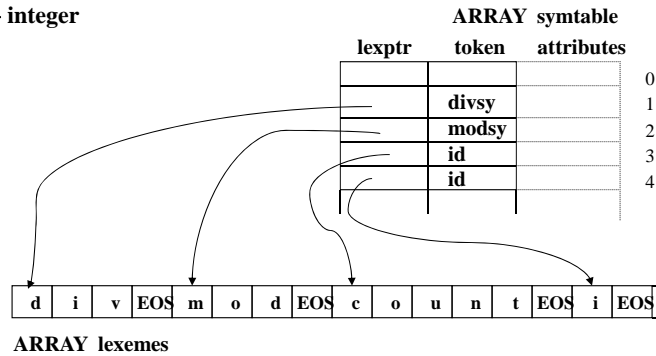 integer
ARRAY symtable
lexptr token attributes
0
divsy 1
modsy 2
id 3
id 4
d i v EOS m o d EOS c o u n t EOS i EOS
ARRAY lexemes